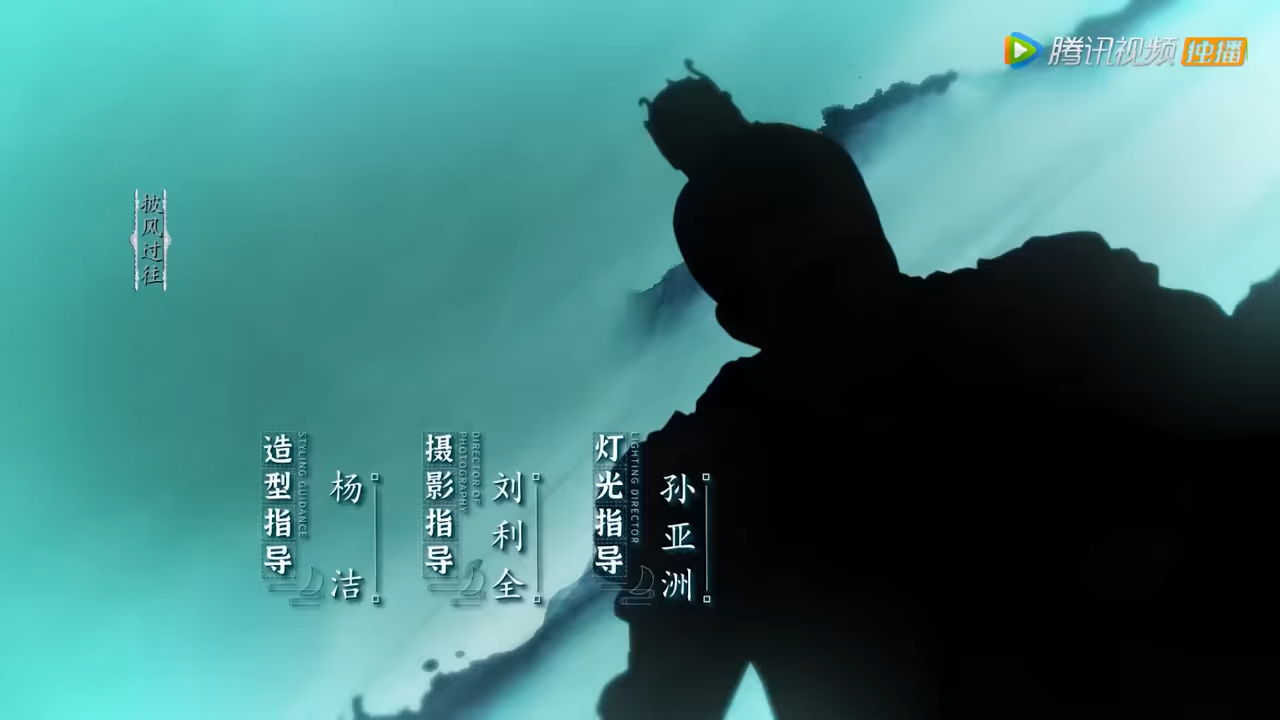 腾讯视频 独播
披风过往
造型指导
STYLING GUIDANCE
杨洁
摄影指导
DIRECTOR OF PHOTOGRAPHY
刘利全
灯光指导
LIGHTING DIRECTOR
孙亚洲